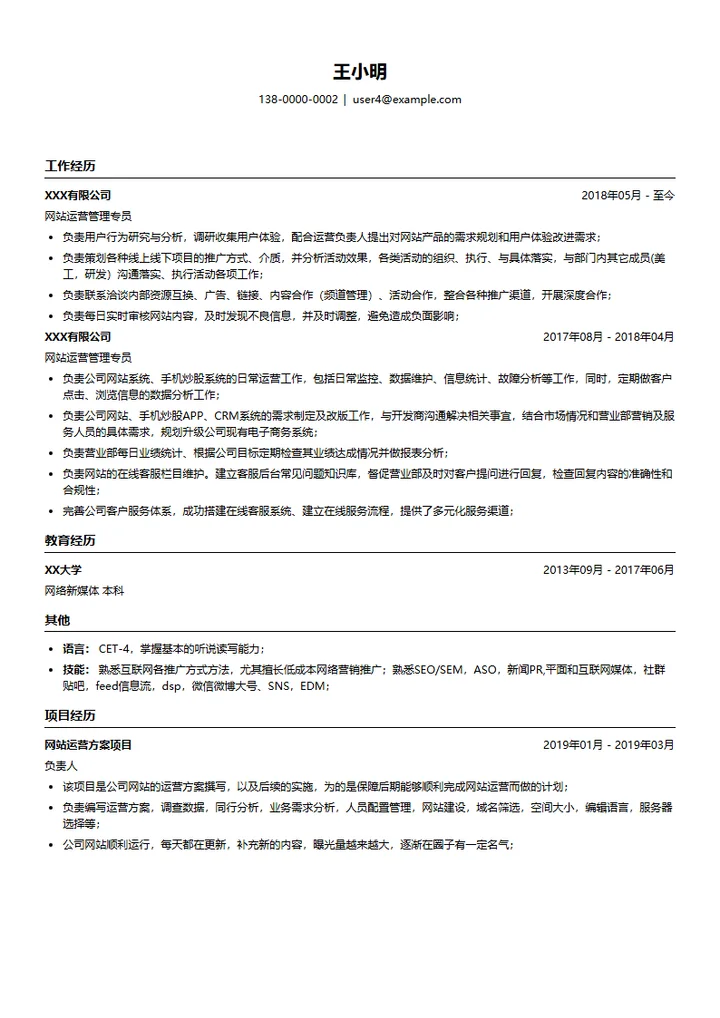 王小明
138-0000-0002 | user4@example.com
工作经历
XXX有限公司 2018年05月 - 至今
网站运营管理专员
• 负责用户行为研究与分析，调研收集用户体验，配合运营负责人提出对网站产品的需求规划和用户体验改进需求；
• 负责策划各种线上线下项目的推广方式、介质，并分析活动效果，各类活动的组织、执行、与具体落实，与部门内其它成员(美
工，研发）沟通落实、执行活动各项工作；
• 负责联系洽谈内部资源互换、广告、链接、内容合作（频道管理）、活动合作，整合各种推广渠道，开展深度合作；
• 负责每日实时审核网站内容，及时发现不良信息，并及时调整，避免造成负面影响；
XXX有限公司 2017年08月 - 2018年04月
网站运营管理专员
• 负责公司网站系统、手机炒股系统的日常运营工作，包括日常监控、数据维护、信息统计、故障分析等工作，同时，定期做客户
点击、浏览信息的数据分析工作；
• 负责公司网站、手机炒股APP、CRM系统的需求制定及改版工作，与开发商沟通解决相关事宜，结合市场情况和营业部营销及服
务人员的具体需求，规划升级公司现有电子商务系统；
• 负责营业部每日业绩统计、根据公司目标定期检查其业绩达成情况并做报表分析；
• 负责网站的在线客服栏目维护。建立客服后台常见问题知识库，督促营业部及时对客户提问进行回复，检查回复内容的准确性和
合规性；
• 完善公司客户服务体系，成功搭建在线客服系统、建立在线服务流程，提供了多元化服务渠道；
教育经历
XX大学 2013年09月 - 2017年06月
网络新媒体 本科
其他
• 语言： CET-4，掌握基本的听说读写能力；
• 技能： 熟悉互联网各推广方式方法，尤其擅长低成本网络营销推广；熟悉SEO/SEM，ASO，新闻PR,平面和互联网媒体，社群
贴吧，feed信息流，dsp，微信微博大号、SNS，EDM；
项目经历
网站运营方案项目 2019年01月 - 2019年03月
负责人
• 该项目是公司网站的运营方案撰写，以及后续的实施，为的是保障后期能够顺利完成网站运营而做的计划；
• 负责编写运营方案，调查数据，同行分析，业务需求分析，人员配置管理，网站建设，域名筛选，空间大小，编辑语言，服务器
选择等；
• 公司网站顺利运行，每天都在更新，补充新的内容，曝光量越来越大，逐渐在圈子有一定名气；